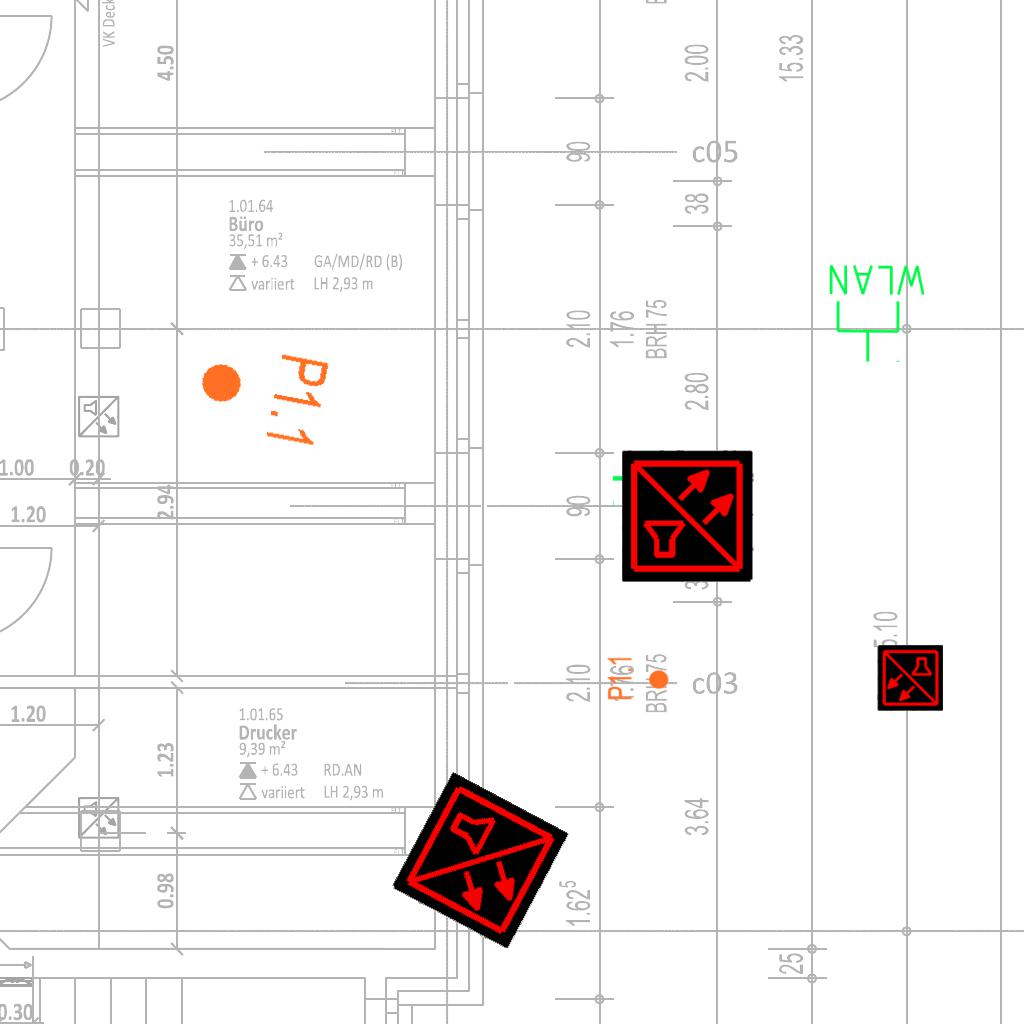 VK Deck
4.50
2.00
15.33
90
c05
38
1.01.64
Büro
35,51 m²
+ 6.43 GA/MD/RD (B)
variiert LH 2,93 m
WLAN
2.10
1.76
BRH 75
P1.1
2.80
1.00
0.20
2.94
1.20
90
5.10
2.10
P1.1
c03
1.20
1.01.65
Drucker
9,39 m²
+ 6.43 RD.AN
variiert LH 2,93 m
1.23
3.64
0.98
1.62⁵
25
0.30